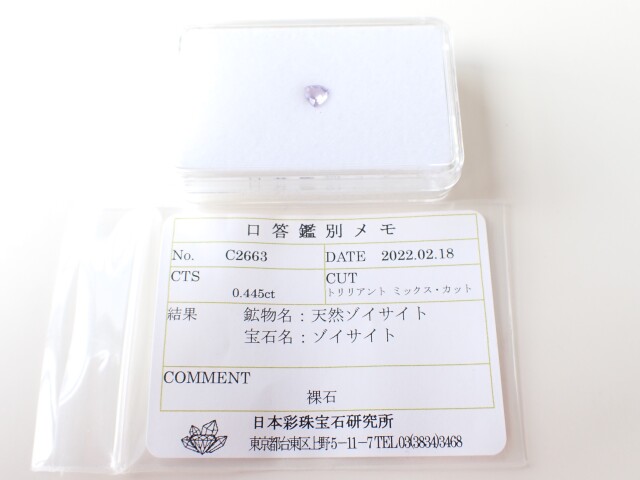 口答鑑別メモ
No. C2663 DATE 2022.02.18
CTS 0.445ct CUT トリリアント ミックス・カット
結果 鉱物名：天然ゾイサイト
宝石名：ゾイサイト
COMMENT
裸石
日本彩珠宝石研究所
東京都台東区上野5-11-7 TEL 03(3834)3468